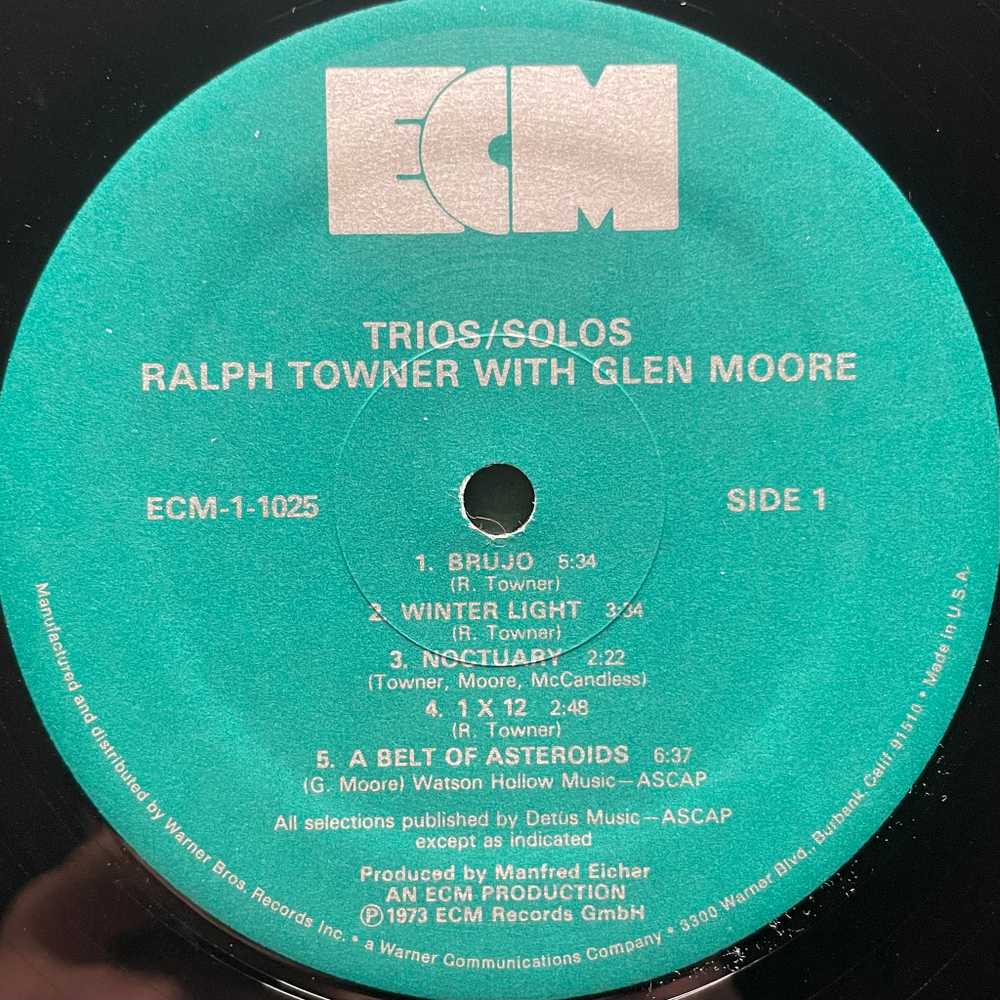 ECM
TRIOS/SOLOS
RALPH TOWNER WITH GLEN MOORE
ECM-1-1025
SIDE 1
1. BRUJO 5:34
(R. Towner)
2. WINTER LIGHT 3:34
(R. Towner)
3. NOCTUARY 2:22
(Towner, Moore, McCandless)
4. 1 X 12 2:48
(R. Towner)
5. A BELT OF ASTEROIDS 6:37
(G. Moore) Watson Hollow Music—ASCAP
All selections published by Detus Music—ASCAP
except as indicated
Produced by Manfred Eicher
AN ECM PRODUCTION
Ⓟ1973 ECM Records GmbH
Manufactured and distributed by Warner Bros. Records Inc. • a Warner Communications Company • 3300 Warner Blvd., Burbank, Calif. 91510 • Made in U.S.A.